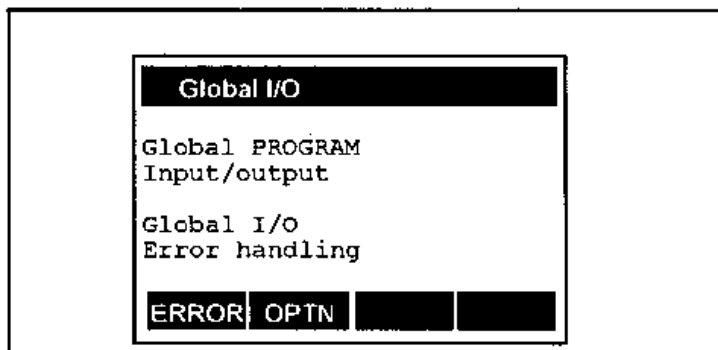 Global I/O
Global PROGRAM
Input/output
Global I/O
Error handling
ERROR OPTN